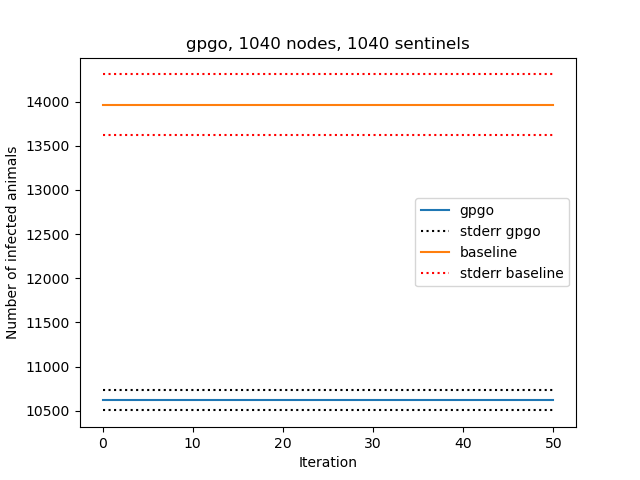 gpgo, 1040 nodes, 1040 sentinels
Number of infected animals
14000
13500
13000
12500
12000
11500
11000
10500
gpgo
stderr gpgo
baseline
stderr baseline
0 10 20 30 40 50
Iteration